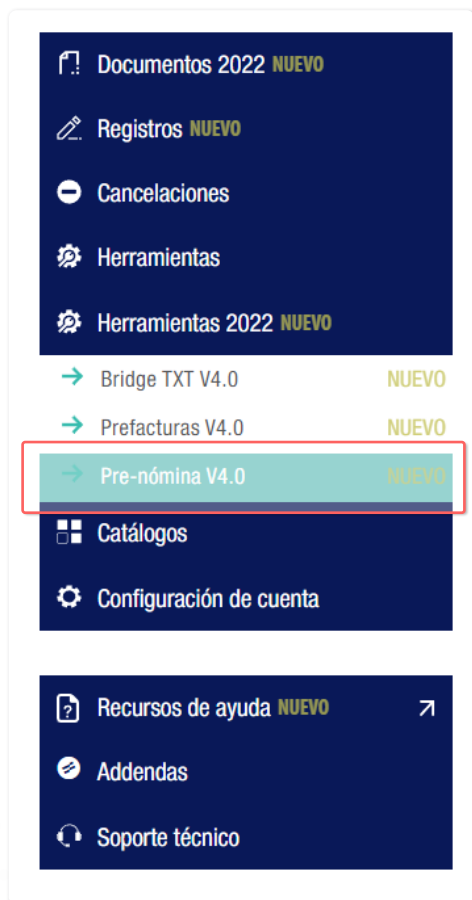 Documentos 2022 NUEVO
Registros NUEVO
Cancelaciones
Herramientas
Herramientas 2022 NUEVO
Bridge TXT V4.0 NUEVO
Prefacturas V4.0 NUEVO
Pre-nómina V4.0 NUEVO
Catálogos
Configuración de cuenta
Recursos de ayuda NUEVO
Addendas
Soporte técnico